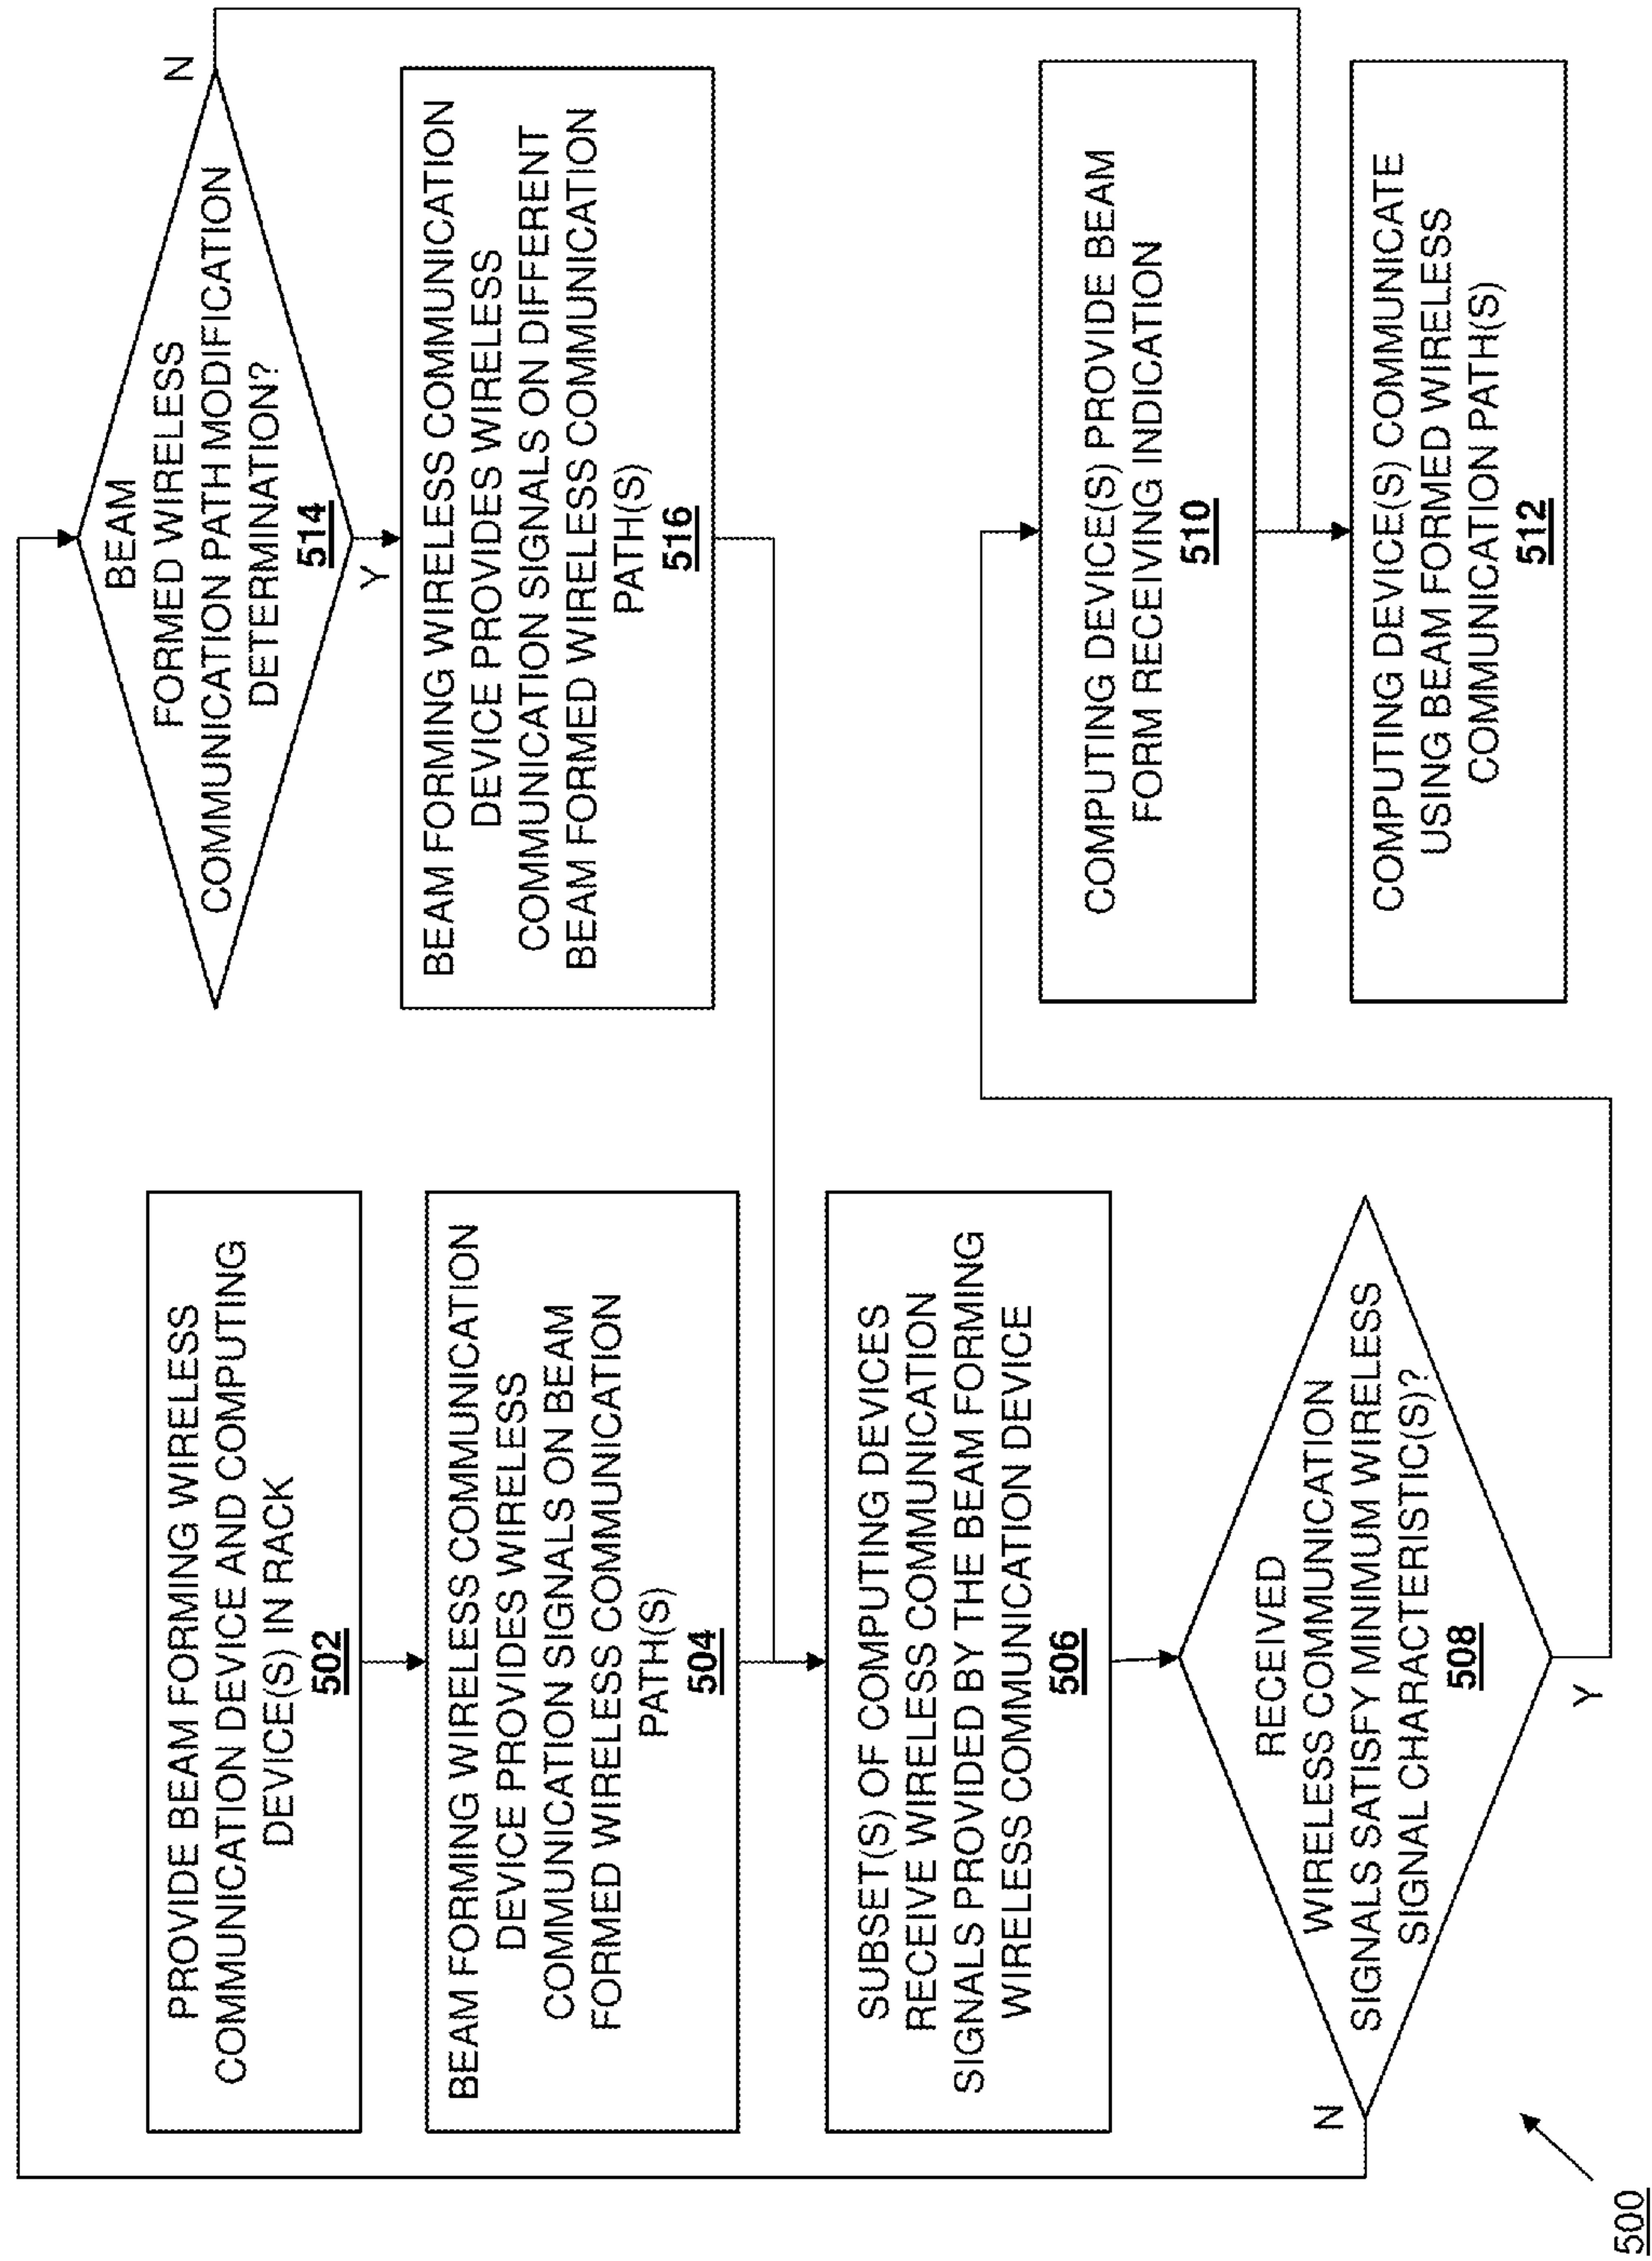 PROVIDE BEAM FORMING WIRELESS
COMMUNICATION DEVICE AND COMPUTING
DEVICE(S) IN RACK
502
BEAM FORMING WIRELESS COMMUNICATION
DEVICE PROVIDES WIRELESS
COMMUNICATION SIGNALS ON BEAM
FORMED WIRELESS COMMUNICATION
PATH(S)
504
SUBSET(S) OF COMPUTING DEVICES
RECEIVE WIRELESS COMMUNICATION
SIGNALS PROVIDED BY THE BEAM FORMING
WIRELESS COMMUNICATION DEVICE
506
RECEIVED
WIRELESS COMMUNICATION
SIGNALS SATISFY MINIMUM WIRELESS
SIGNAL CHARACTERISTIC(S)?
508
N
Y
BEAM
FORMED WIRELESS
COMMUNICATION PATH MODIFICATION
DETERMINATION?
514
N
Y
BEAM FORMING WIRELESS COMMUNICATION
DEVICE PROVIDES WIRELESS
COMMUNICATION SIGNALS ON DIFFERENT
BEAM FORMED WIRELESS COMMUNICATION
PATH(S)
516
COMPUTING DEVICE(S) PROVIDE BEAM
FORM RECEIVING INDICATION
510
COMPUTING DEVICE(S) COMMUNICATE
USING BEAM FORMED WIRELESS
COMMUNICATION PATH(S)
512
500